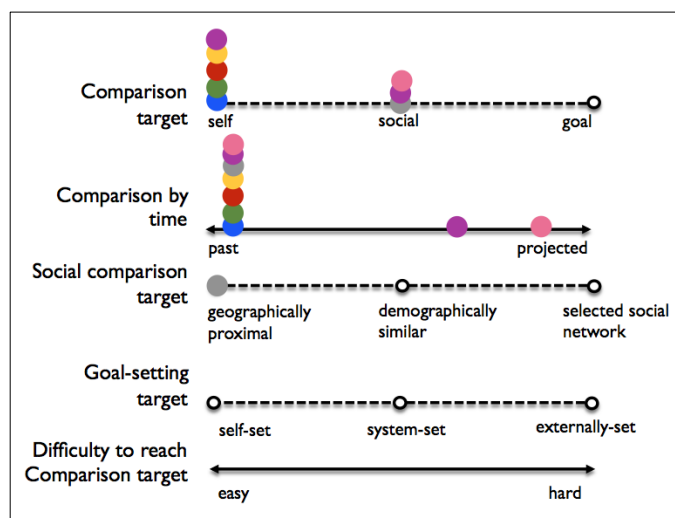 Comparison
target
self social goal
Comparison by
time
past projected
Social comparison
target
geographically demographically selected social
proximal similar network
Goal-setting
target
self-set system-set externally-set
Difficulty to reach
Comparison target
easy hard